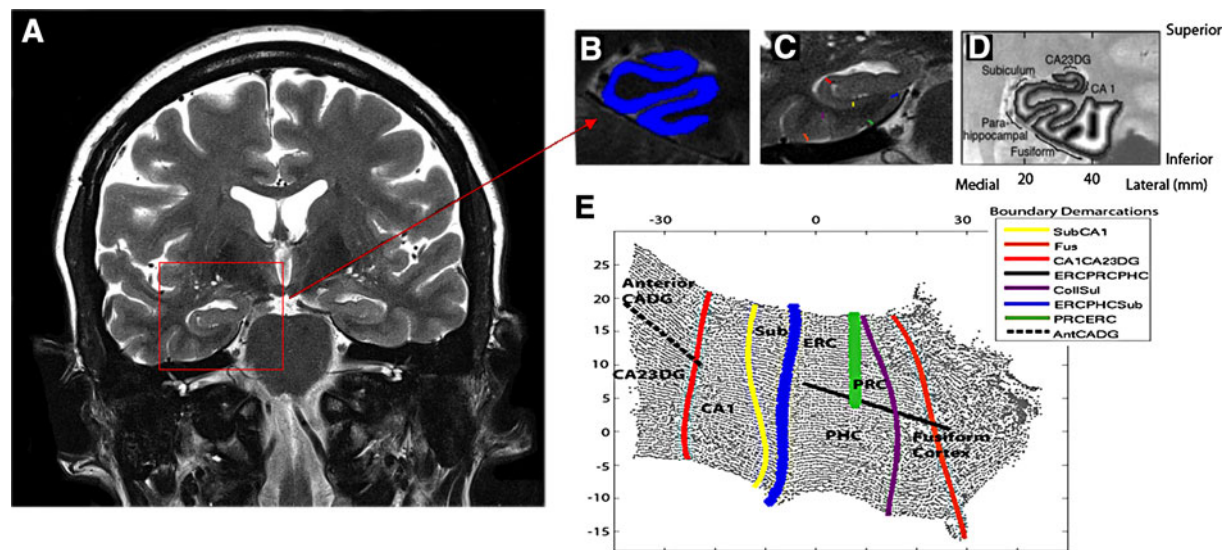 A
B
C
D
Superior
CA23DG
Subiculum
CA 1
Para-
hippocampal
Fusiform
Inferior
Medial 20 40 Lateral (mm)
E
-30 0 30
Boundary Demarcations
SubCA1
Fus
CA1CA23DG
ERCPRCPHC
CollSul
ERCPHCSub
PRCERC
AntCADG
25
20
15
10
5
0
-5
-10
-15
Anterior
CADG
Sub
ERC
CA23DG
PRC
CA1
PHC
Fusiform
Cortex